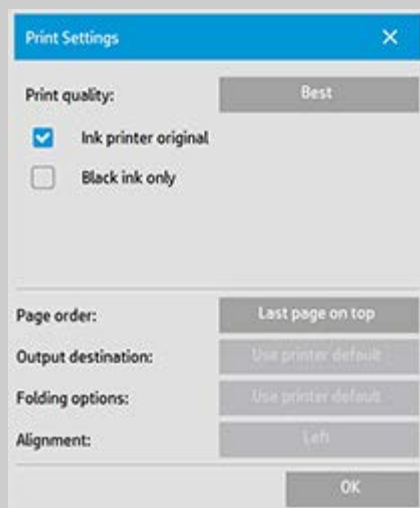 Print Settings
Print quality: Best
Ink printer original
Black ink only
Page order: Last page on top
Output destination: Use printer default
Folding options: Use printer default
Alignment: Left
OK